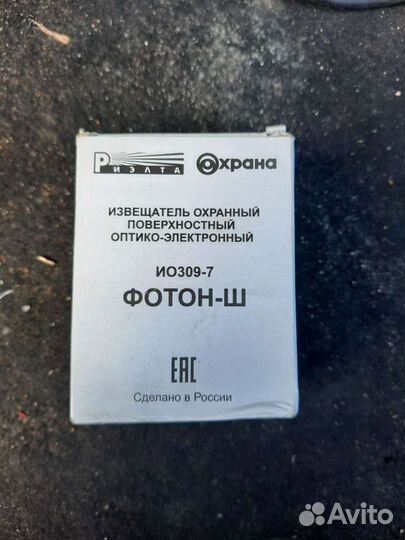 РИЭЛТА Охрана
ИЗВЕЩАТЕЛЬ ОХРАННЫЙ
ПОВЕРХНОСТНЫЙ
ОПТИКО-ЭЛЕКТРОННЫЙ
ИО309-7
ФОТОН-Ш
ЕАС
Сделано в России
Avito